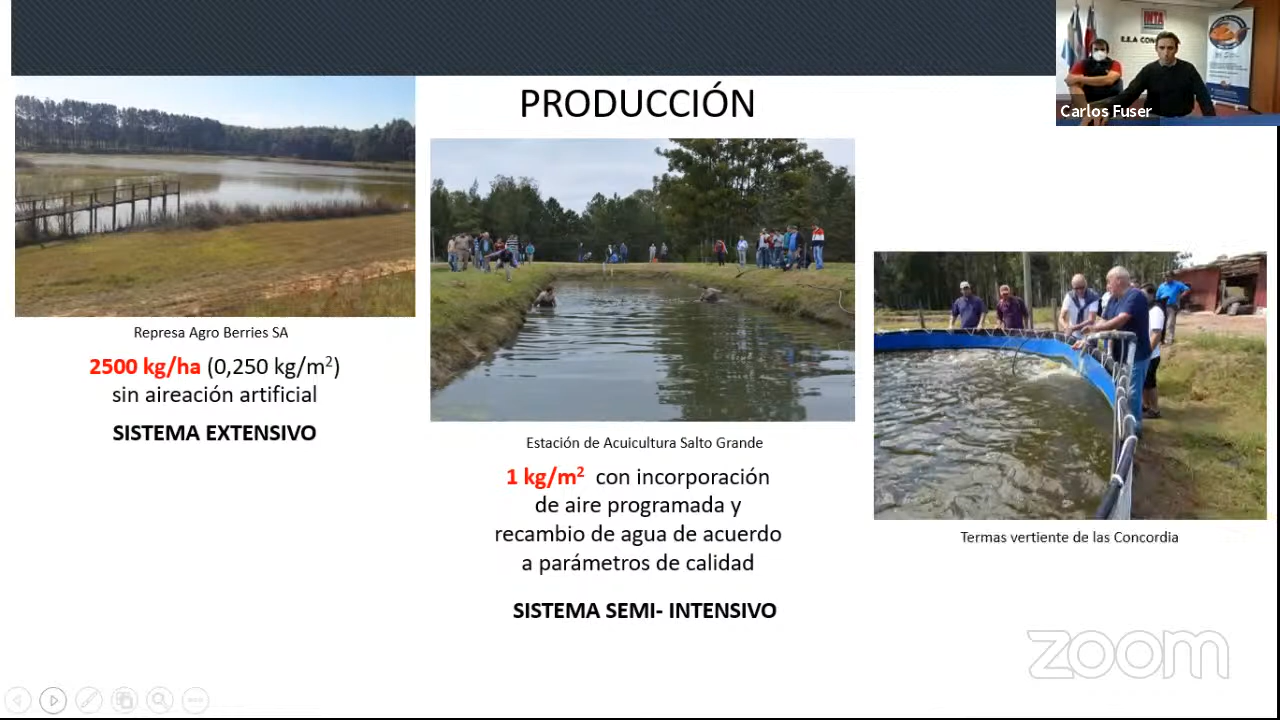 PRODUCCIÓN
INTA
Carlos Fuser
Represa Agro Berries SA
2500 kg/ha (0,250 kg/m²)
sin aireación artificial
SISTEMA EXTENSIVO
Estación de Acuicultura Salto Grande
1 kg/m² con incorporación
de aire programada y
recambio de agua de acuerdo
a parámetros de calidad
SISTEMA SEMI- INTENSIVO
Termas vertiente de las Concordia
zoom